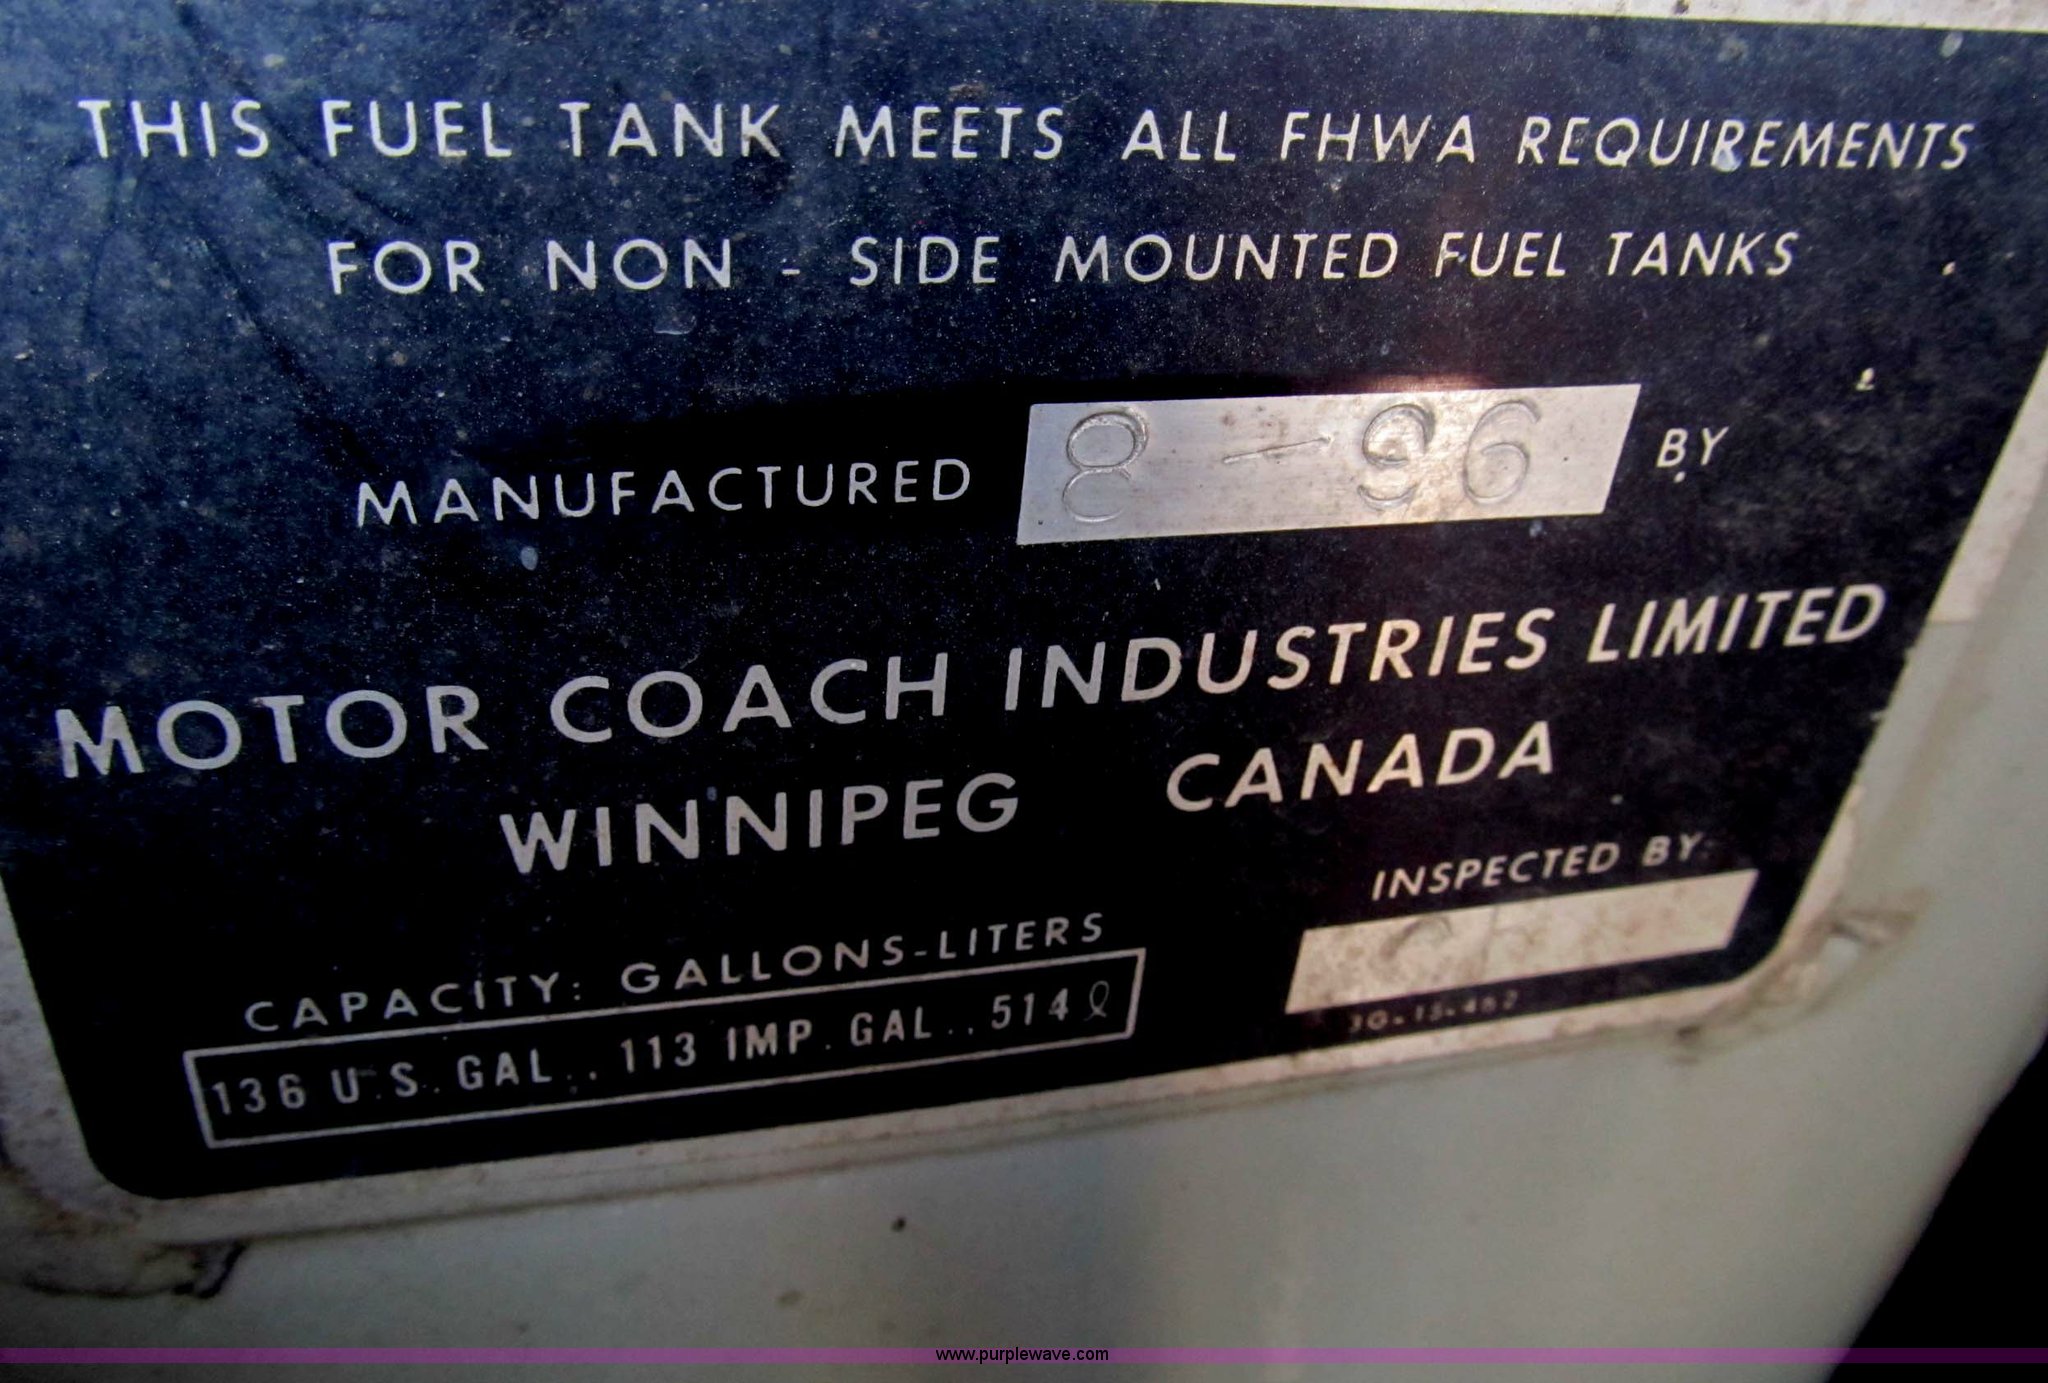 THIS FUEL TANK MEETS ALL FHWA REQUIREMENTS
FOR NON - SIDE MOUNTED FUEL TANKS
MANUFACTURED 8 - 96 BY
MOTOR COACH INDUSTRIES LIMITED
WINNIPEG CANADA
INSPECTED BY:
CAPACITY: GALLONS-LITERS
136 U.S. GAL., 113 IMP. GAL., 514 ℓ
www.purplewave.com